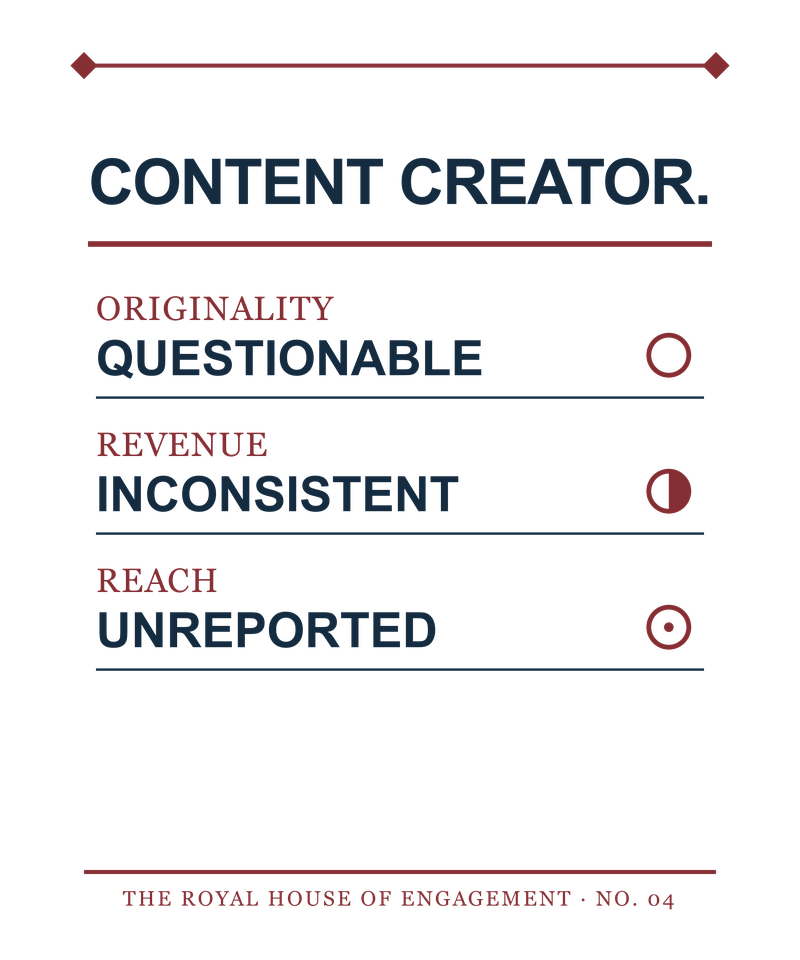 CONTENT CREATOR.
ORIGINALITY
QUESTIONABLE
REVENUE
INCONSISTENT
REACH
UNREPORTED
THE ROYAL HOUSE OF ENGAGEMENT · NO. 04